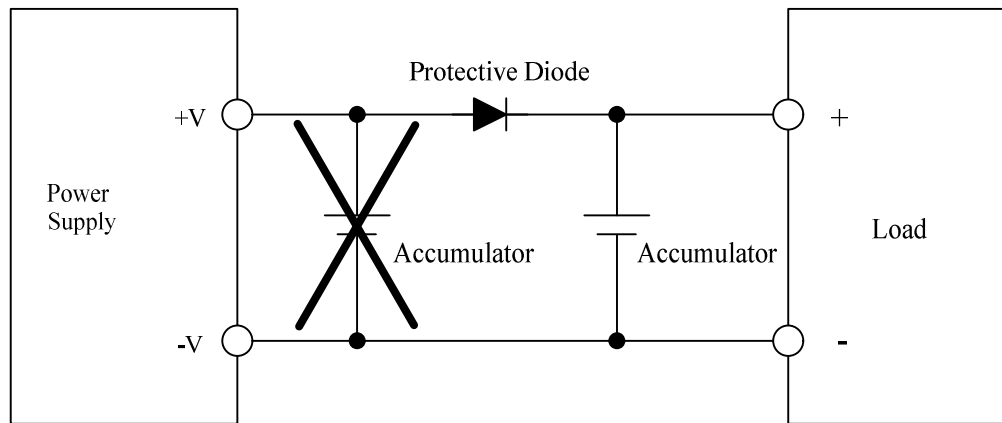 Protective Diode
+V
+
Power
Supply
Accumulator
Accumulator
Load
-V
-